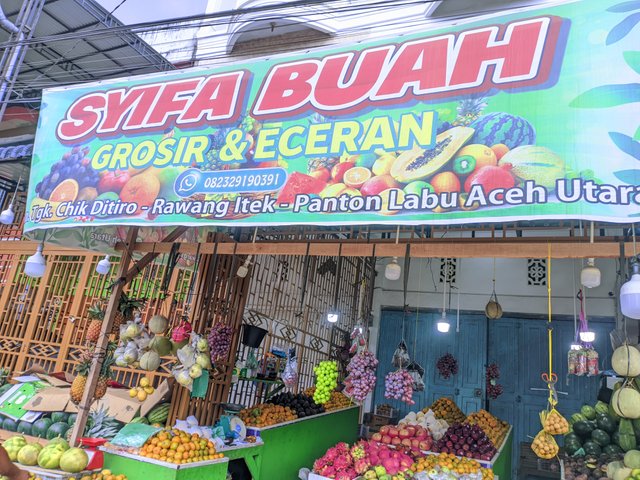 SYIFA BUAH
GROSIR & ECERAN
082329190391
Tgk. Chik Ditiro - Rawang Itek - Panton Labu Aceh Utara